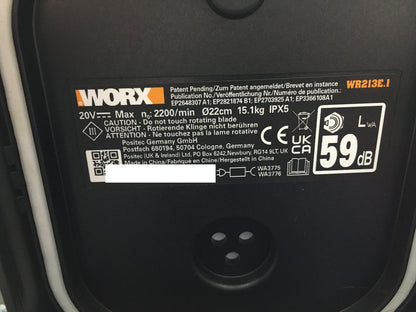 WORX
Patent Pending/Zum Patent angemeldet/Brevet en instance
Publication No./Veröffentlichung Nr./Numéro de publication:
EP2648307 A1; EP2821874 B1; EP2703925 A1; EP3366108A1
WR213E.1
20V Max n₀: 2200/min Ø22cm 15.1kg IPX5
CAUTION - Do not touch rotating blade
VORSICHT - Rotierende Klinge nicht berühren
ATTENTION - Ne touchez pas la lame rotative
Positec Germany GmbH
Postfach 680194, 50704 Cologne, Germany
Positec (UK & Ireland) Ltd, PO Box 6242, Newbury, RG14 9LT, UK
Made in China/Fabriqué en Chine/Hergestellt in China
WA3775
WA3776
CE
UK
CA
LWA
59dB